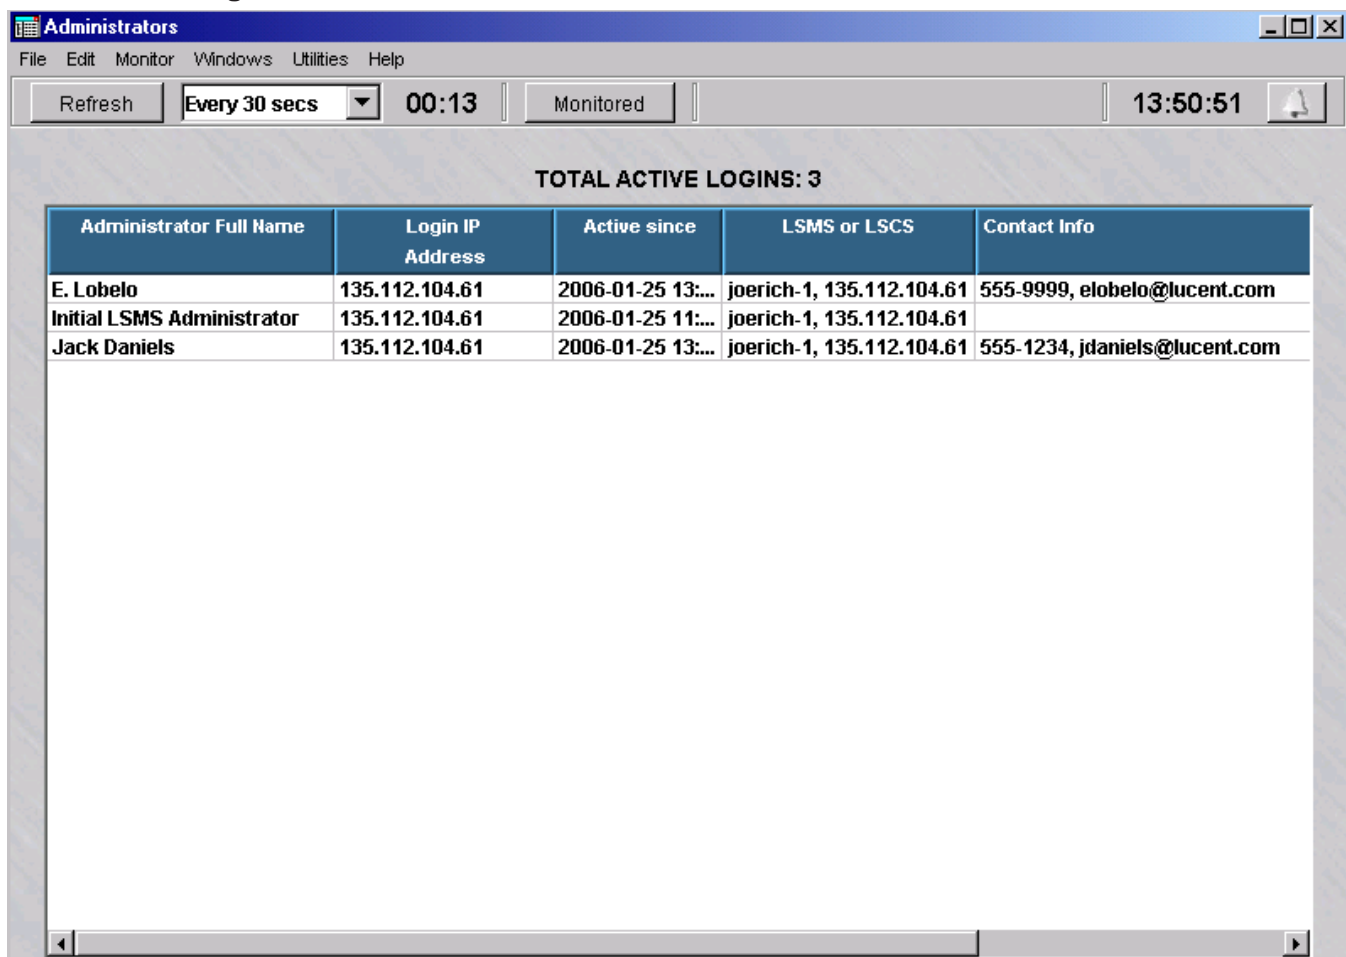 Administrators
File Edit Monitor Windows Utilities Help
Refresh Every 30 secs 00:13 Monitored 13:50:51
TOTAL ACTIVE LOGINS: 3
Administrator Full Name Login IP Address Active since LSMS or LSCS Contact Info
E. Lobelo 135.112.104.61 2006-01-25 13:... joerich-1, 135.112.104.61 555-9999, elobelo@lucent.com
Initial LSMS Administrator 135.112.104.61 2006-01-25 11:... joerich-1, 135.112.104.61
Jack Daniels 135.112.104.61 2006-01-25 13:... joerich-1, 135.112.104.61 555-1234, jdaniels@lucent.com